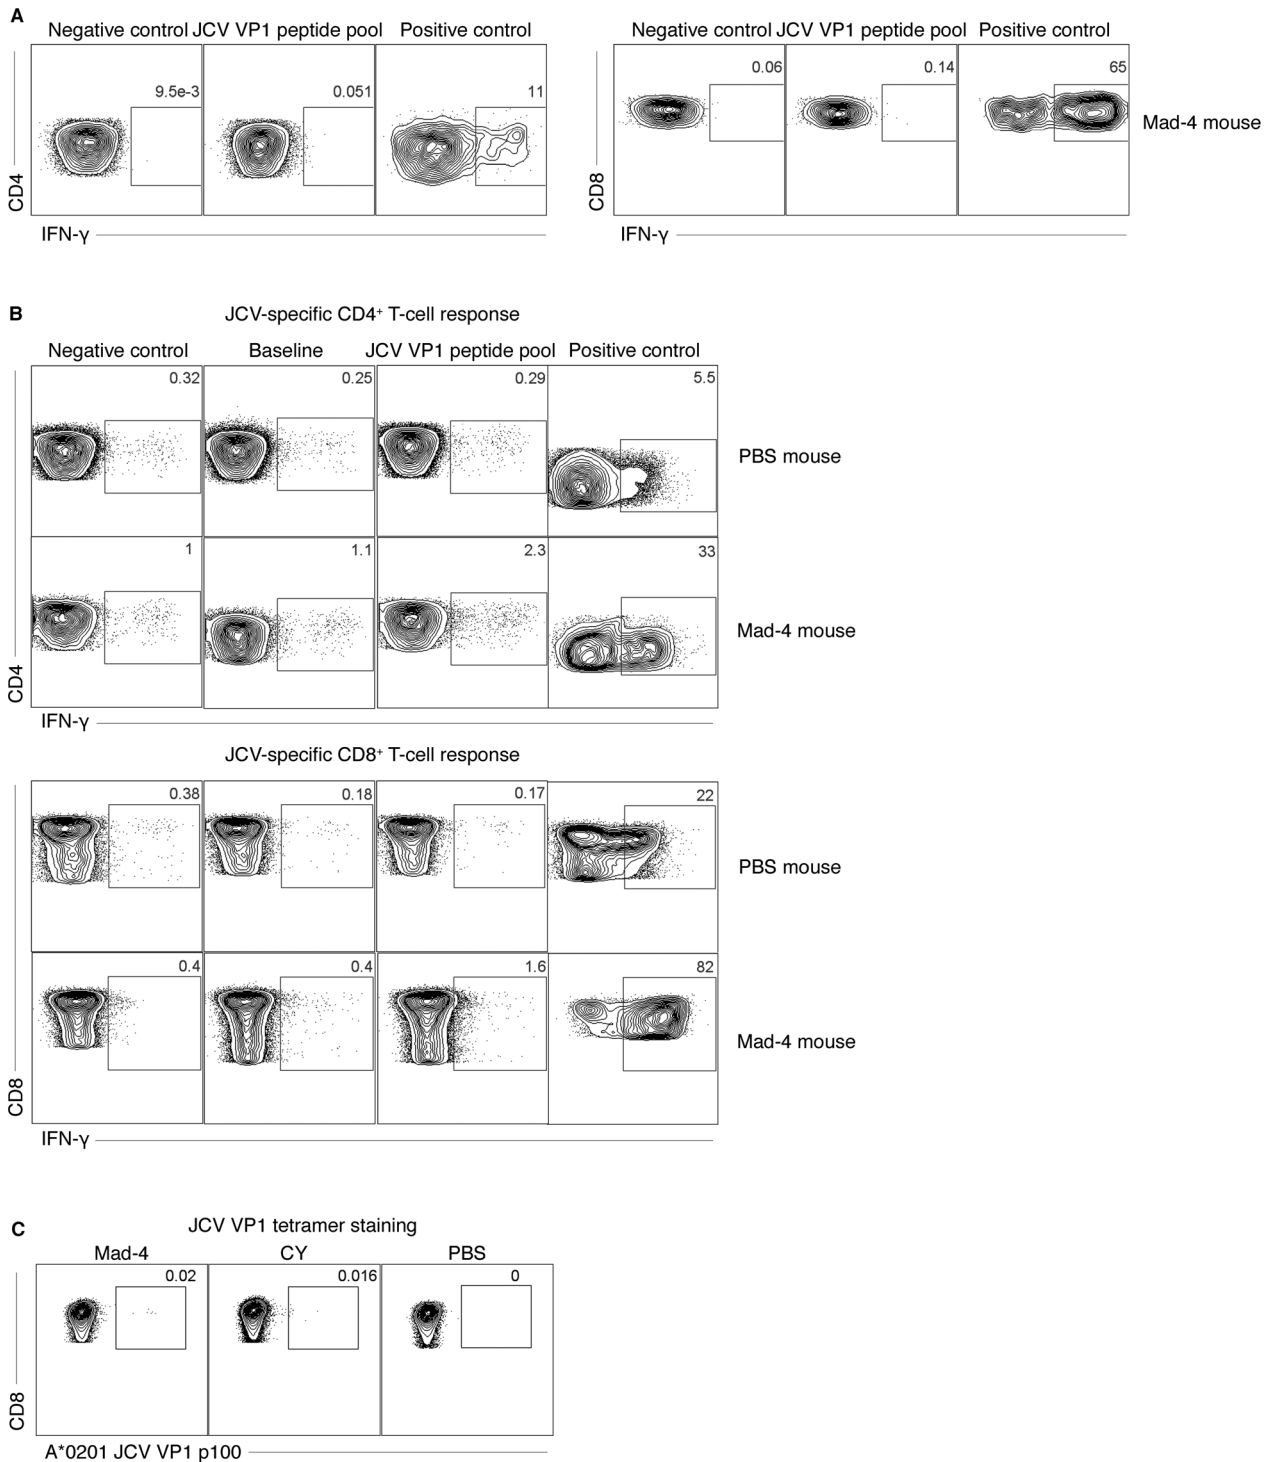 A
Negative control JCV VP1 peptide pool Positive control
Negative control JCV VP1 peptide pool Positive control
9.5e-3 0.051 11
0.06 0.14 65
Mad-4 mouse
CD4
CD8
IFN-γ
IFN-γ
B
JCV-specific CD4⁺ T-cell response
Negative control Baseline JCV VP1 peptide pool Positive control
0.32 0.25 0.29 5.5
PBS mouse
1 1.1 2.3 33
Mad-4 mouse
CD4
IFN-γ
JCV-specific CD8⁺ T-cell response
0.38 0.18 0.17 22
PBS mouse
0.4 0.4 1.6 82
Mad-4 mouse
CD8
IFN-γ
C
JCV VP1 tetramer staining
Mad-4 CY PBS
0.02 0.016 0
CD8
A*0201 JCV VP1 p100